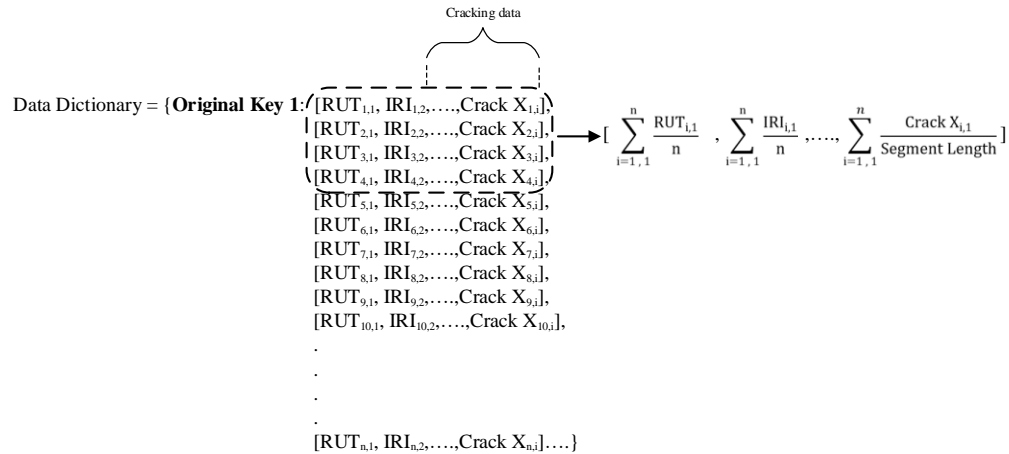 Cracking data
Data Dictionary = {Original Key 1: [RUT1,1, IRI1,2,….,Crack X1,i],
[RUT2,1, IRI2,2,….,Crack X2,i],
[RUT3,1, IRI3,2,….,Crack X3,i],
[RUT4,1, IRI4,2,….,Crack X4,i],
[ ∑ n i=1 , 1 RUTi,1 / n , ∑ n i=1 , 1 IRIi,1 / n ,…., ∑ n i=1 , 1 Crack Xi,1 / Segment Length ]
[RUT5,1, IRI5,2,….,Crack X5,i],
[RUT6,1, IRI6,2,….,Crack X6,i],
[RUT7,1, IRI7,2,….,Crack X7,i],
[RUT8,1, IRI8,2,….,Crack X8,i],
[RUT9,1, IRI9,2,….,Crack X9,i],
[RUT10,1, IRI10,2,….,Crack X10,i],
.
.
.
.
[RUTn,1, IRIn,2,….,Crack Xn,i]….}